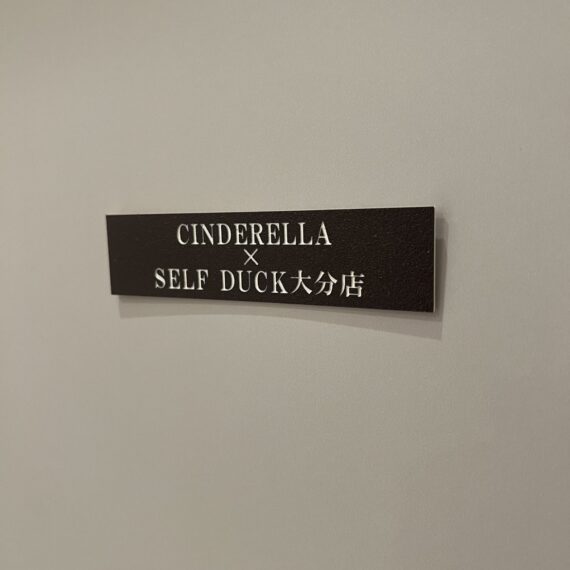 CINDERELLA
×
SELF DUCK大分店